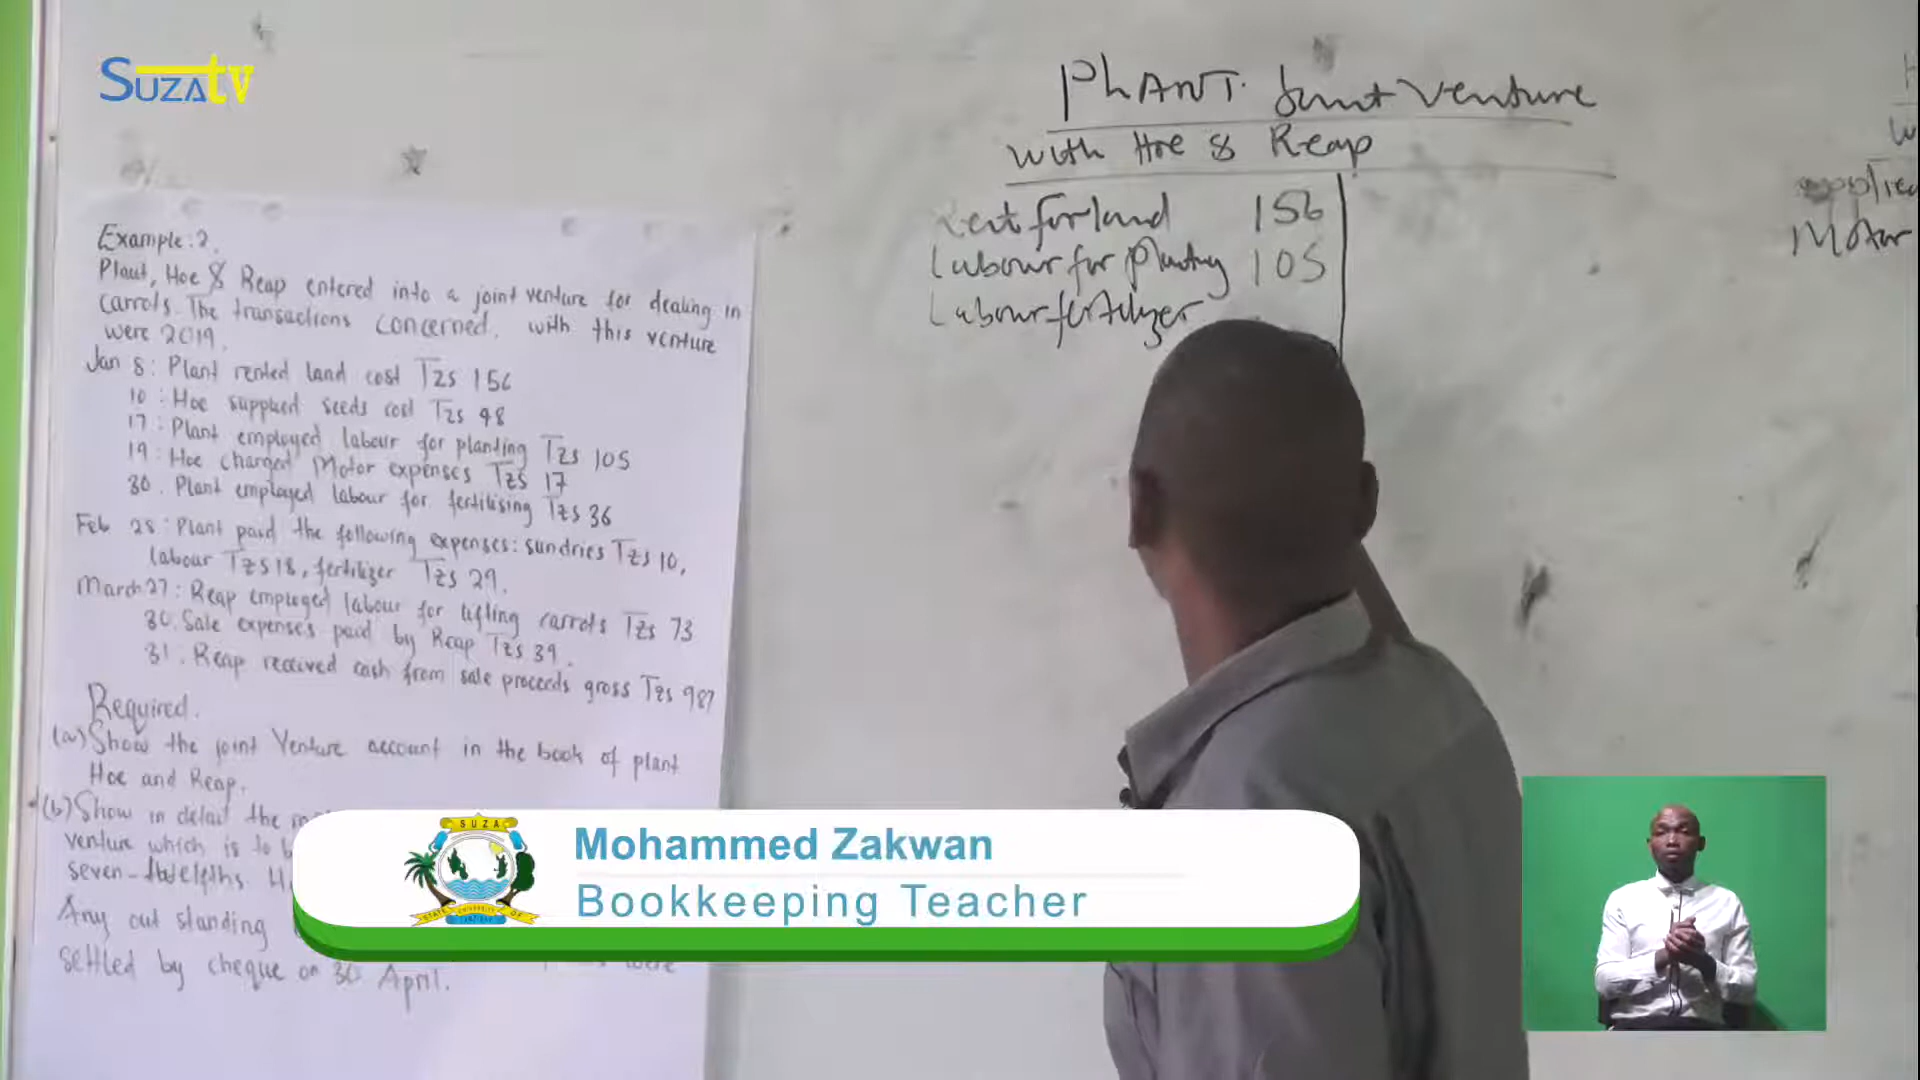 SUZA tv
PLANT. Joint Venture
with Hoe & Reap
Rent for land 156
Labour for planting 105
Labour fertilizer
Motor
Example: 2.
Plant, Hoe & Reap entered into a joint venture for dealing in
carrots. The transactions concerned. with this venture
were 2019.
Jan 8: Plant rented land cost Tzs 156
10: Hoe supplied seeds cost Tzs 48
17: Plant employed labour for planting Tzs 105
19: Hoe charged Motor expenses Tzs 17
30. Plant employed labour for fertilising Tzs 36
Feb 28: Plant paid the following expenses: sundries Tzs 10,
labour Tzs 18, fertilizer Tzs 29.
March 27: Reap employed labour for lifting carrots Tzs 73
30. Sale expenses paid by Reap Tzs 39.
31. Reap received cash from sale proceeds gross Tzs 987
Required.
(a) Show the joint Venture account in the book of plant
Hoe and Reap.
(b) Show in detail the
venture which is to
Any out standing
settled by cheque on 30 April. were
SUZA
STATE UNIVERSITY OF
ZANZIBAR
Mohammed Zakwan
Bookkeeping Teacher